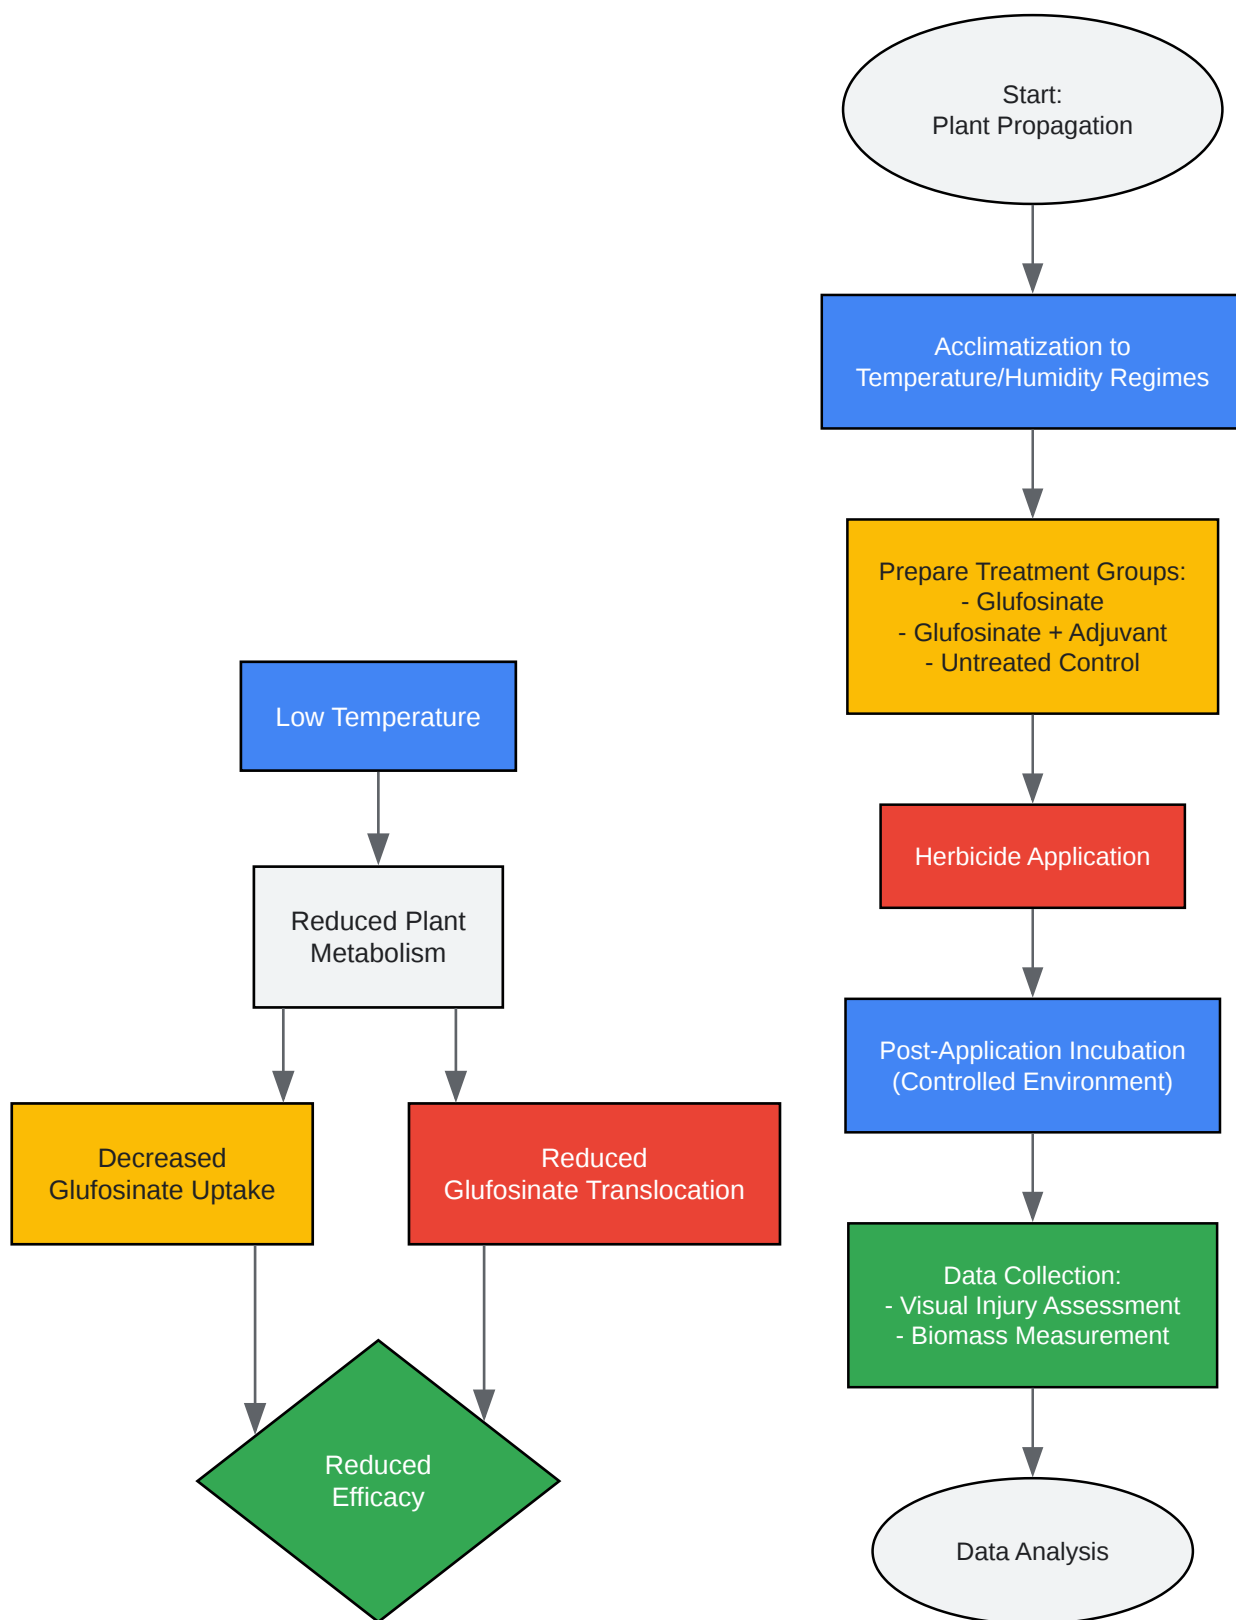 Start:
Plant Propagation
Acclimatization to
Temperature/Humidity Regimes
Prepare Treatment Groups:
- Glufosinate
- Glufosinate + Adjuvant
- Untreated Control
Herbicide Application
Post-Application Incubation
(Controlled Environment)
Data Collection:
- Visual Injury Assessment
- Biomass Measurement
Data Analysis
Low Temperature
Reduced Plant
Metabolism
Decreased
Glufosinate Uptake
Reduced
Glufosinate Translocation
Reduced
Efficacy